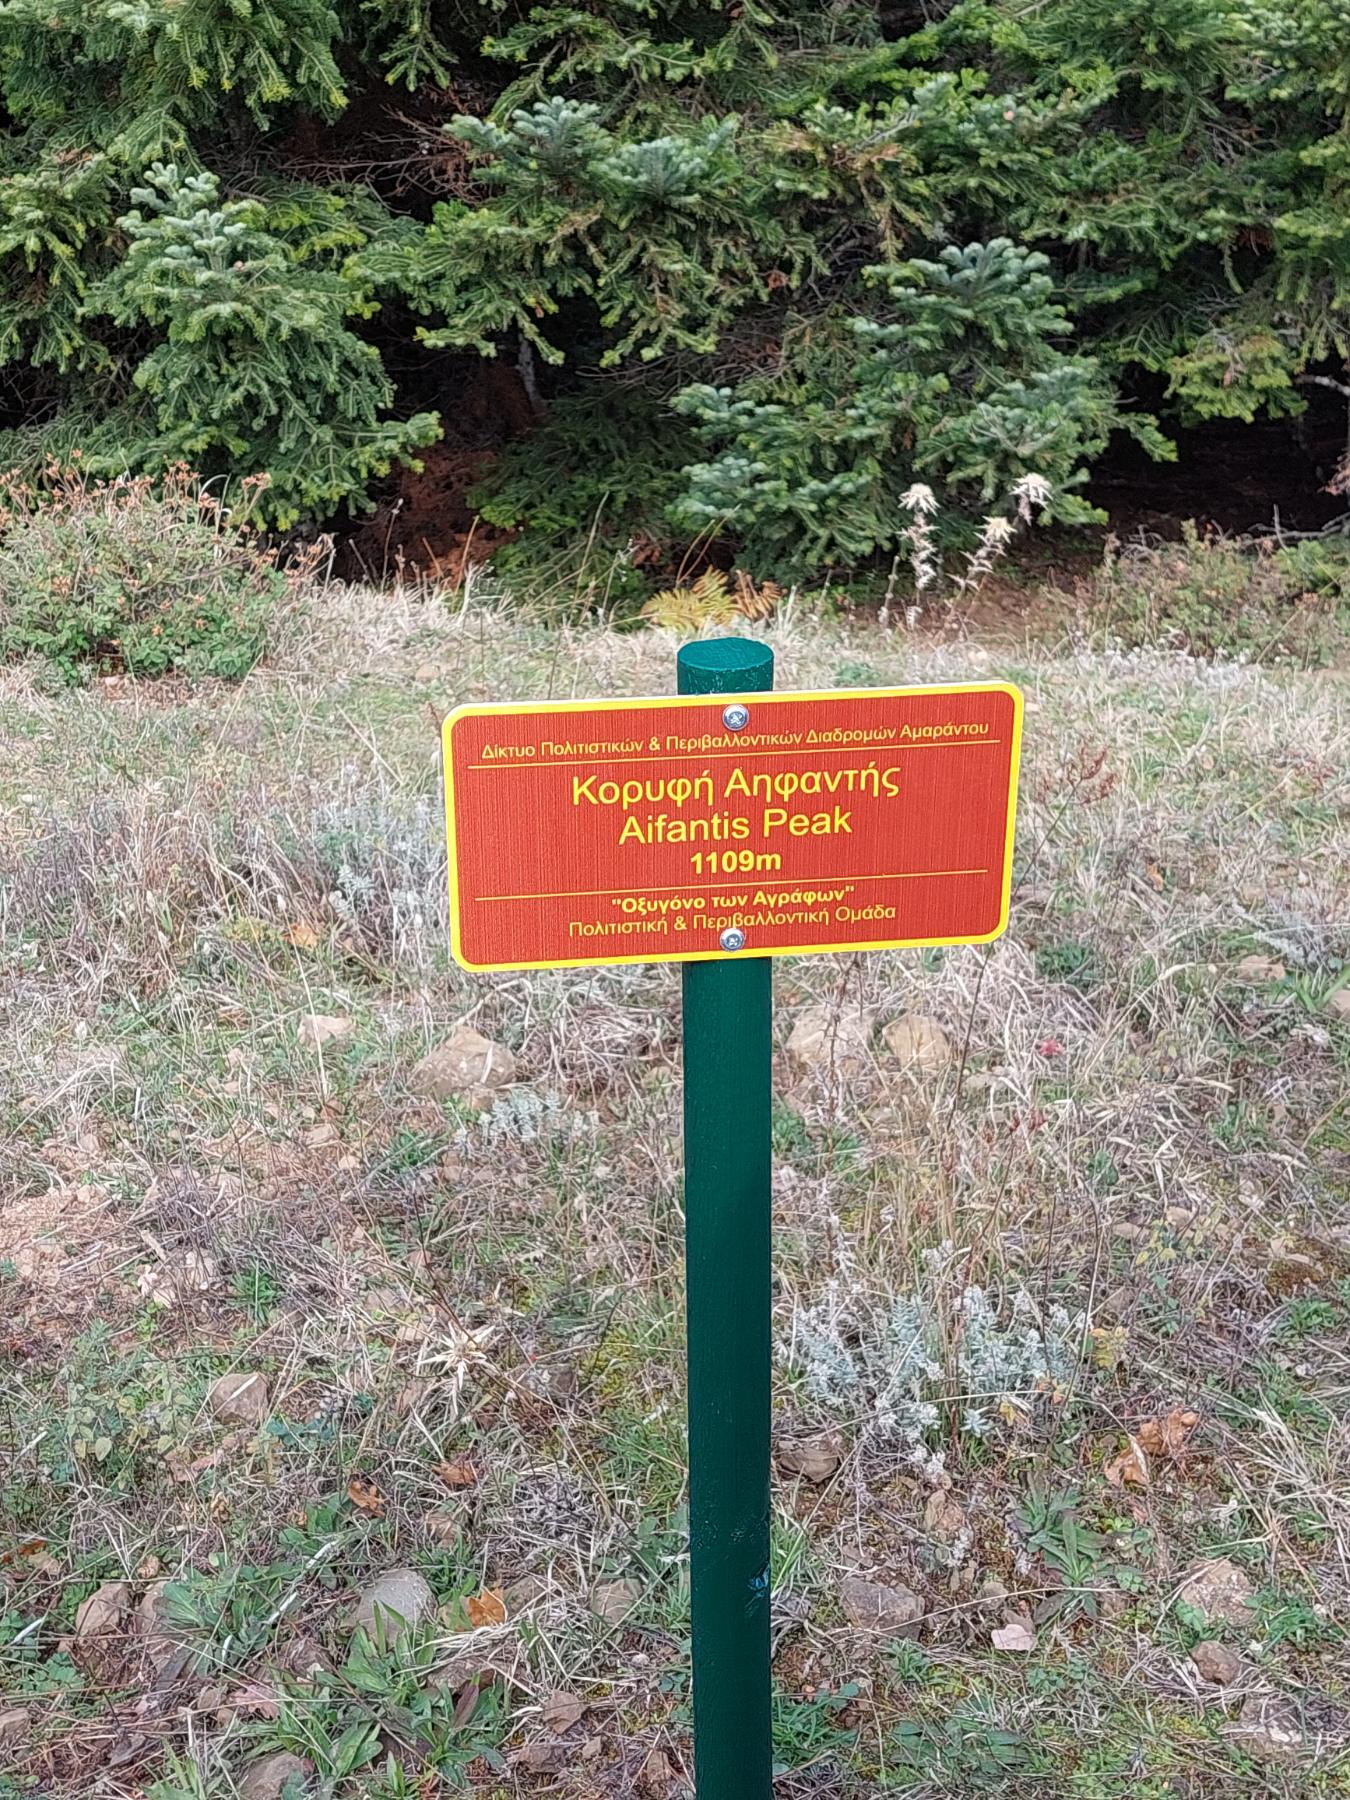 Δίκτυο Πολιτιστικών & Περιβαλλοντικών Διαδρομών Αμαράντου
Κορυφή Αηφαντής
Aifantis Peak
1109m
"Οξυγόνο των Αγράφων"
Πολιτιστική & Περιβαλλοντική Ομάδα